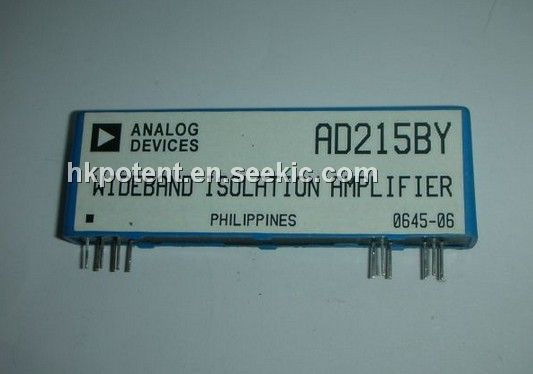 ANALOG
DEVICES
AD215BY
hkpotent.en.seekic.com
WIDEBAND ISOLATION AMPLIFIER
PHILIPPINES
0645-06